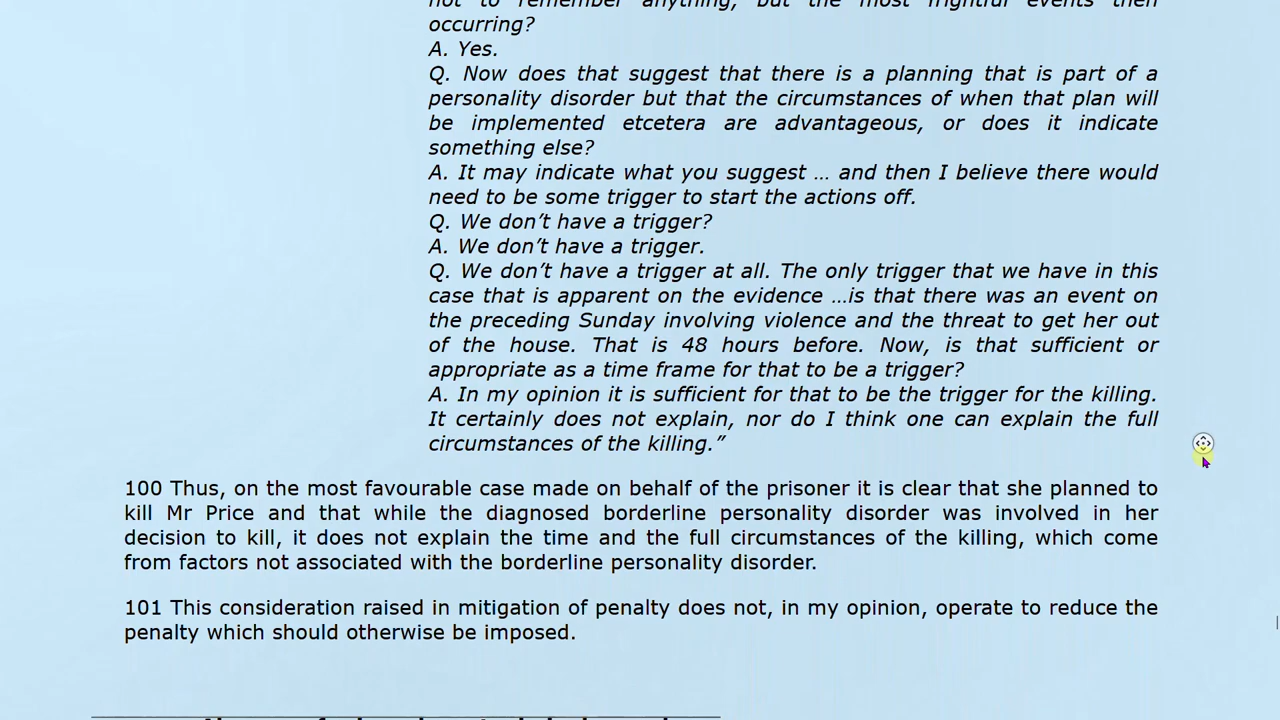 not to remember anything, but the most frightful events then
occurring?
A. Yes.
Q. Now does that suggest that there is a planning that is part of a
personality disorder but that the circumstances of when that plan will
be implemented etcetera are advantageous, or does it indicate
something else?
A. It may indicate what you suggest … and then I believe there would
need to be some trigger to start the actions off.
Q. We don’t have a trigger?
A. We don’t have a trigger.
Q. We don’t have a trigger at all. The only trigger that we have in this
case that is apparent on the evidence …is that there was an event on
the preceding Sunday involving violence and the threat to get her out
of the house. That is 48 hours before. Now, is that sufficient or
appropriate as a time frame for that to be a trigger?
A. In my opinion it is sufficient for that to be the trigger for the killing.
It certainly does not explain, nor do I think one can explain the full
circumstances of the killing.”
100 Thus, on the most favourable case made on behalf of the prisoner it is clear that she planned to
kill Mr Price and that while the diagnosed borderline personality disorder was involved in her
decision to kill, it does not explain the time and the full circumstances of the killing, which come
from factors not associated with the borderline personality disorder.
101 This consideration raised in mitigation of penalty does not, in my opinion, operate to reduce the
penalty which should otherwise be imposed.